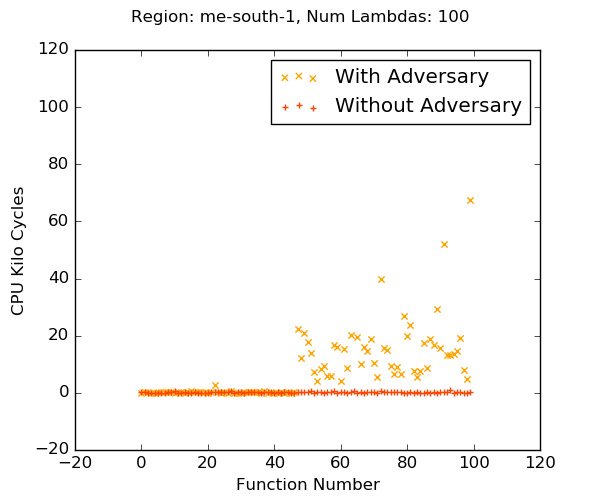 Region: me-south-1, Num Lambdas: 100
120
100
80
60
40
20
0
−20
CPU Kilo Cycles
With Adversary
Without Adversary
−20 0 20 40 60 80 100 120
Function Number